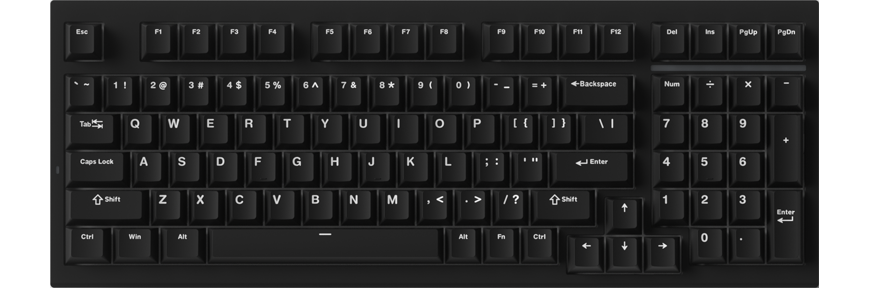 Esc F1 F2 F3 F4 F5 F6 F7 F8 F9 F10 F11 F12 Del Ins PgUp PgDn
` ~ 1 ! 2 @ 3 # 4 $ 5 % 6 ^ 7 & 8 * 9 ( 0 ) - _ = + ←Backspace Num ÷ × −
Tab Q W E R T Y U I O P [ { ] } \ | 7 8 9 +
Caps Lock A S D F G H J K L ; : ' " ↵ Enter 4 5 6
⇧ Shift Z X C V B N M , < . > / ? ⇧ Shift ↑ 1 2 3 Enter ↵
Ctrl Win Alt — Alt Fn Ctrl ← ↓ → 0 .